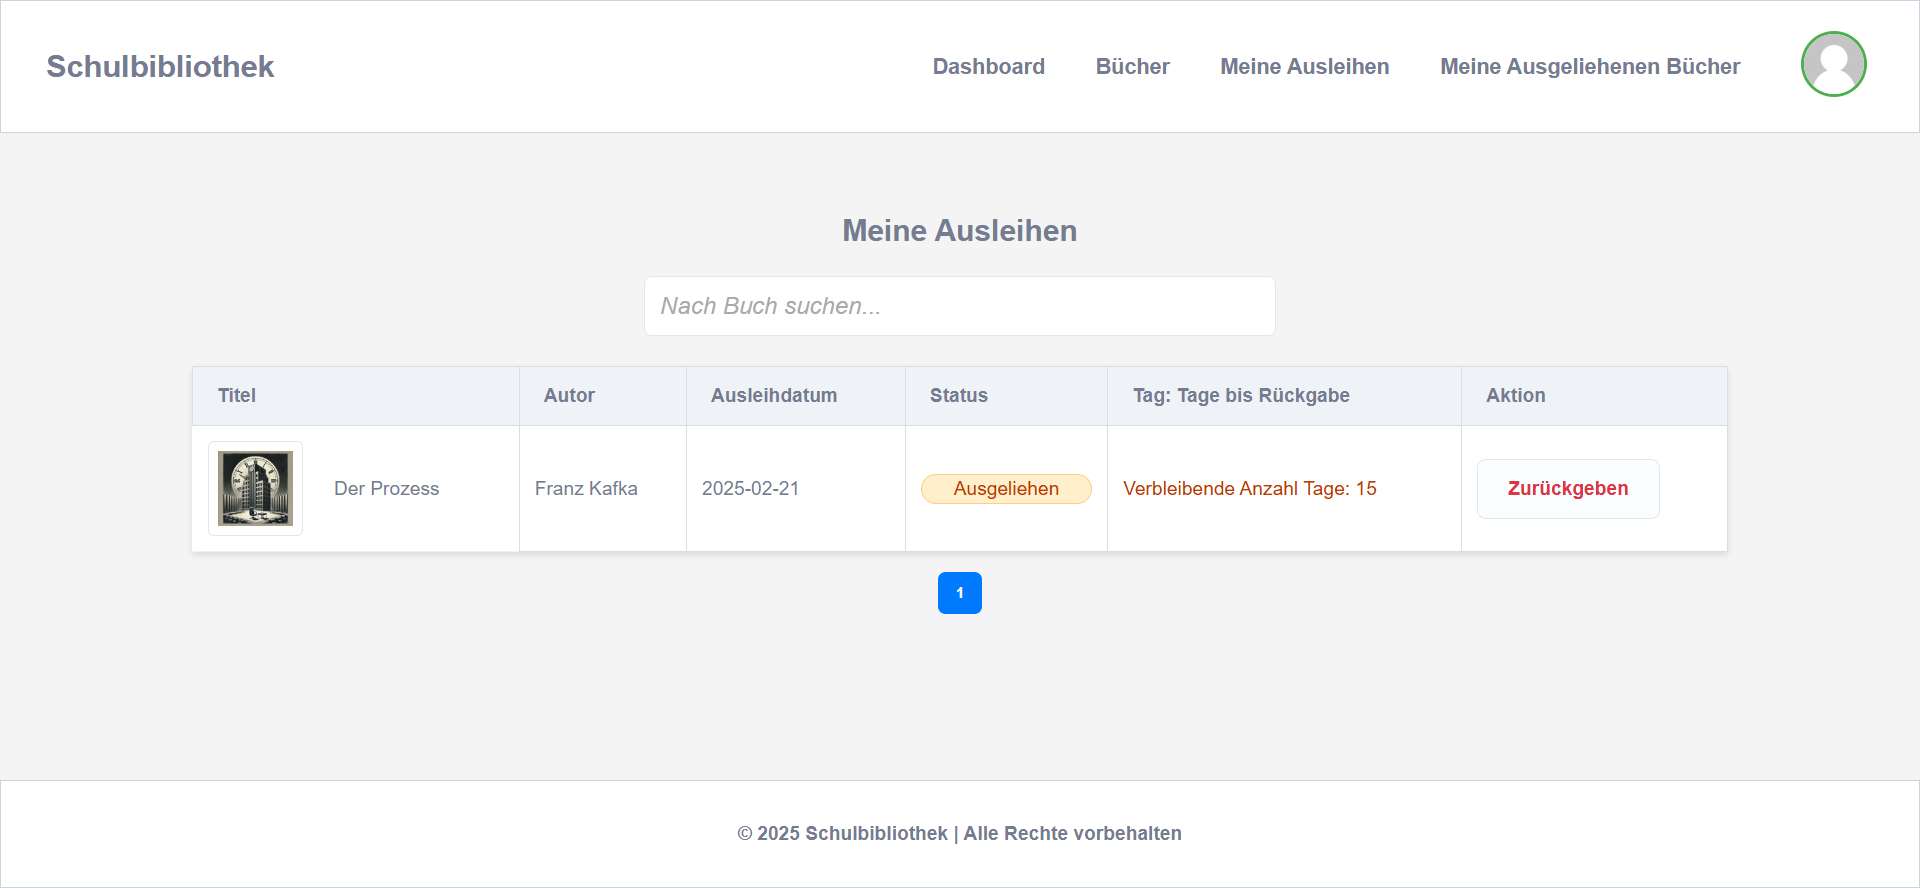 Schulbibliothek
Dashboard
Bücher
Meine Ausleihen
Meine Ausgeliehenen Bücher
Meine Ausleihen
Nach Buch suchen...
Titel
Autor
Ausleihdatum
Status
Tag: Tage bis Rückgabe
Aktion
Der Prozess
Franz Kafka
2025-02-21
Ausgeliehen
Verbleibende Anzahl Tage: 15
Zurückgeben
1
© 2025 Schulbibliothek | Alle Rechte vorbehalten